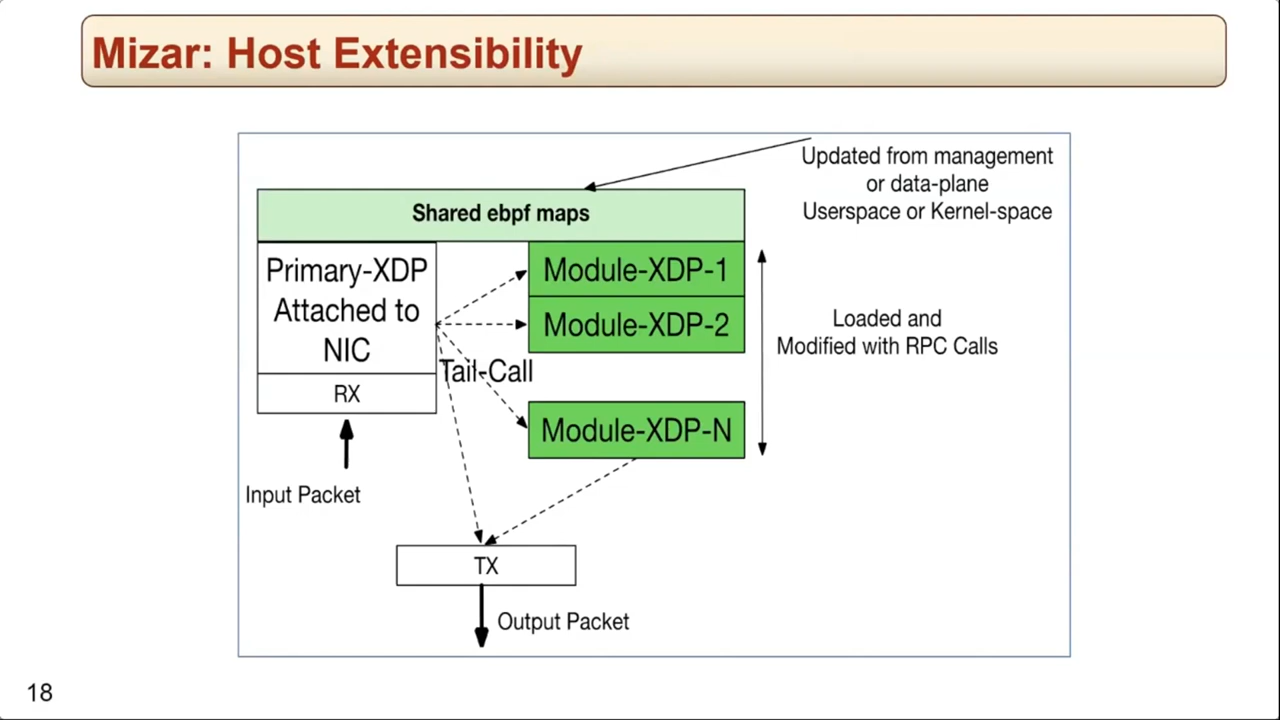 Mizar: Host Extensibility
Updated from management
or data-plane
Userspace or Kernel-space
Shared ebpf maps
Primary-XDP
Attached to
NIC
RX
Module-XDP-1
Module-XDP-2
Tail-Call
Module-XDP-N
Loaded and
Modified with RPC Calls
Input Packet
TX
Output Packet
18